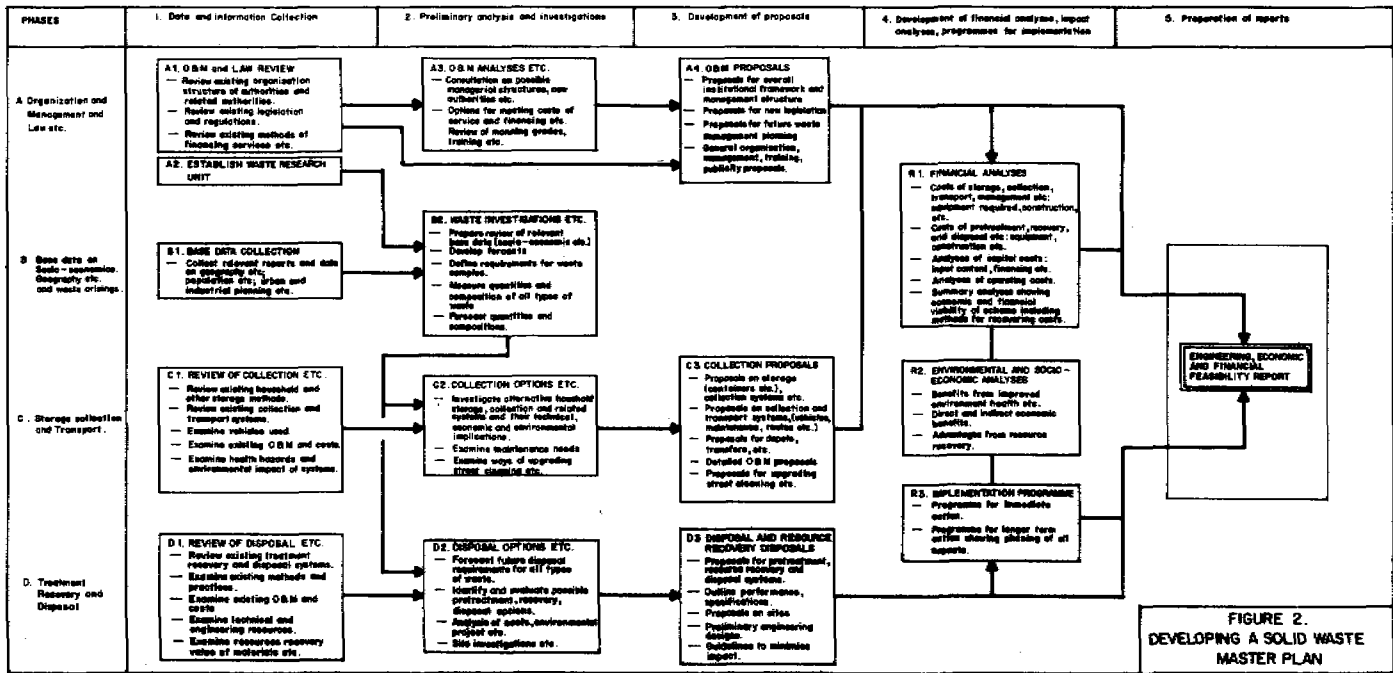 PHASES
1. Data and information Collection
2. Preliminary analysis and investigations
3. Development of proposals
4. Development of financial analyses, impact
analyses, programmes for implementation
5. Preparation of reports
A Organization and
Management and
Law etc.
A1. O&M and LAW REVIEW
— Review existing organisation
structure of authorities and
related authorities.
— Review existing legislation
and regulations.
— Review existing methods of
financing services etc.
A2. ESTABLISH WASTE RESEARCH
UNIT
A3. O&M ANALYSES ETC.
— Consultation on possible
managerial structures, new
authorities etc.
— Options for meeting costs of
service and financing etc.
Review of manning grades,
training etc.
A4. O&M PROPOSALS
— Proposals for overall
institutional framework and
management structure
— Proposals for new legislation
— Proposals for future waste
management planning
— General organisation,
management, training,
publicity proposals.
B Base data on
Socio-economics.
Geography etc.
and waste arisings.
B1. BASE DATA COLLECTION
— Collect relevant reports and data
on geography etc;
population etc; urban and
industrial planning etc.
B2. WASTE INVESTIGATIONS ETC.
— Prepare review of relevant
base data (socio-economic etc.)
— Develop forecasts
— Define requirements for waste
samples.
— Measure quantities and
composition of all types of
waste
— Forecast quantities and
compositions.
R1. FINANCIAL ANALYSES
— Costs of storage, collection,
transport, management etc:
equipment required, construction,
etc.
— Costs of pretreatment, recovery,
and disposal etc: equipment,
construction etc.
— Analyses of capital costs:
input content, financing etc.
— Analyses of operating costs.
— Summary analyses showing
economic and financial
viability of scheme including
methods for recovering costs.
C. Storage collection
and Transport.
C1. REVIEW OF COLLECTION ETC.
— Review existing household and
other storage methods.
— Review existing collection and
transport systems.
— Examine vehicles used.
— Examine existing O&M and costs.
— Examine health hazards and
environmental impact of systems.
C2. COLLECTION OPTIONS ETC.
— Investigate alternative household
storage, collection and related
systems and their technical,
economic and environmental
implications.
— Examine maintenance needs
— Examine ways of upgrading
street cleaning etc.
C3. COLLECTION PROPOSALS
— Proposals on storage
(containers etc.),
collection systems etc.
— Proposals on collection and
transport systems, (vehicles,
maintenance, routes etc.)
— Proposals for depots,
transfers, etc.
— Detailed O&M proposals
— Proposals for upgrading
street cleaning etc.
R2. ENVIRONMENTAL AND SOCIO-
ECONOMIC ANALYSES
— Benefits from improved
environment health etc.
— Direct and indirect economic
benefits.
— Advantages from resource
recovery.
ENGINEERING, ECONOMIC
AND FINANCIAL
FEASIBILITY REPORT
R3. IMPLEMENTATION PROGRAMME
— Programme for immediate
action.
— Programme for longer term
action showing phasing of all
aspects.
D. Treatment
Recovery and
Disposal
D1. REVIEW OF DISPOSAL ETC.
— Review existing treatment
recovery and disposal systems.
— Examine existing methods and
practices.
— Examine existing O&M and
costs
— Examine technical and
engineering resources.
— Examine resources recovery
value of materials etc.
D2. DISPOSAL OPTIONS ETC.
— Forecast future disposal
requirements for all types
of waste.
— Identify and evaluate possible
pretreatment, recovery,
disposal options.
— Analysis of costs, environmental
project etc.
— Site investigations etc.
D3. DISPOSAL AND RESOURCE
RECOVERY DISPOSALS
— Proposals for pretreatment,
resource recovery and
disposal systems.
— Outline performance,
specifications.
— Proposals on sites
— Preliminary engineering
designs.
— Guidelines to minimise
impact.
FIGURE 2.
DEVELOPING A SOLID WASTE
MASTER PLAN